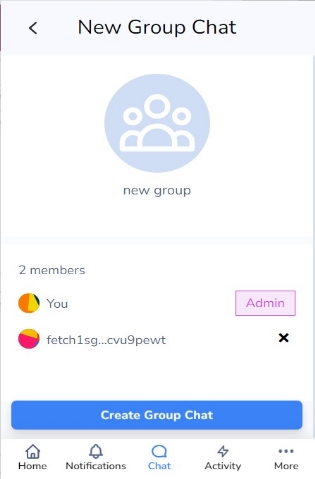 New Group Chat
new group
2 members
You
Admin
fetch1sg...cvu9pewt
Create Group Chat
Home
Notifications
Chat
Activity
More